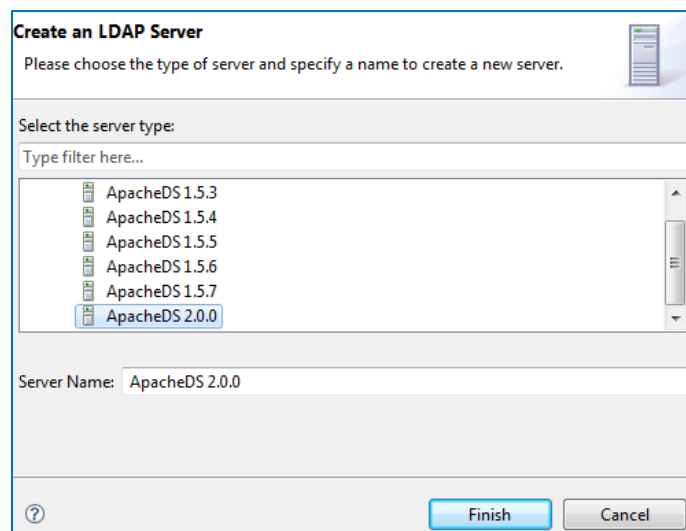 Create an LDAP Server
Please choose the type of server and specify a name to create a new server.
Select the server type:
Type filter here...
ApacheDS 1.5.3
ApacheDS 1.5.4
ApacheDS 1.5.5
ApacheDS 1.5.6
ApacheDS 1.5.7
ApacheDS 2.0.0
Server Name: ApacheDS 2.0.0
? Finish Cancel